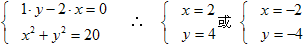 { 1·y-2·x=0
x²+y²=20
∴ { x=2
y=4
或 { x=-2
y=-4